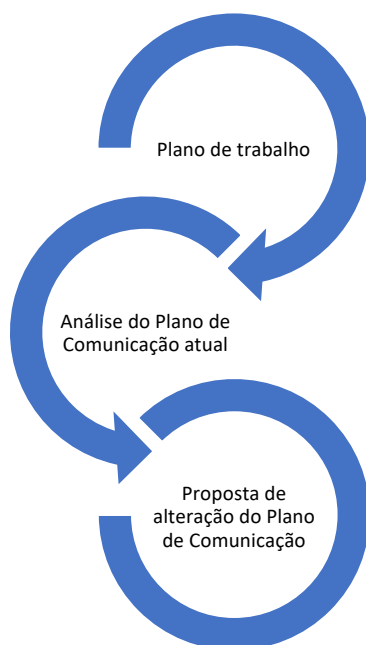 Plano de trabalho
Análise do Plano de
Comunicação atual
Proposta de
alteração do Plano
de Comunicação